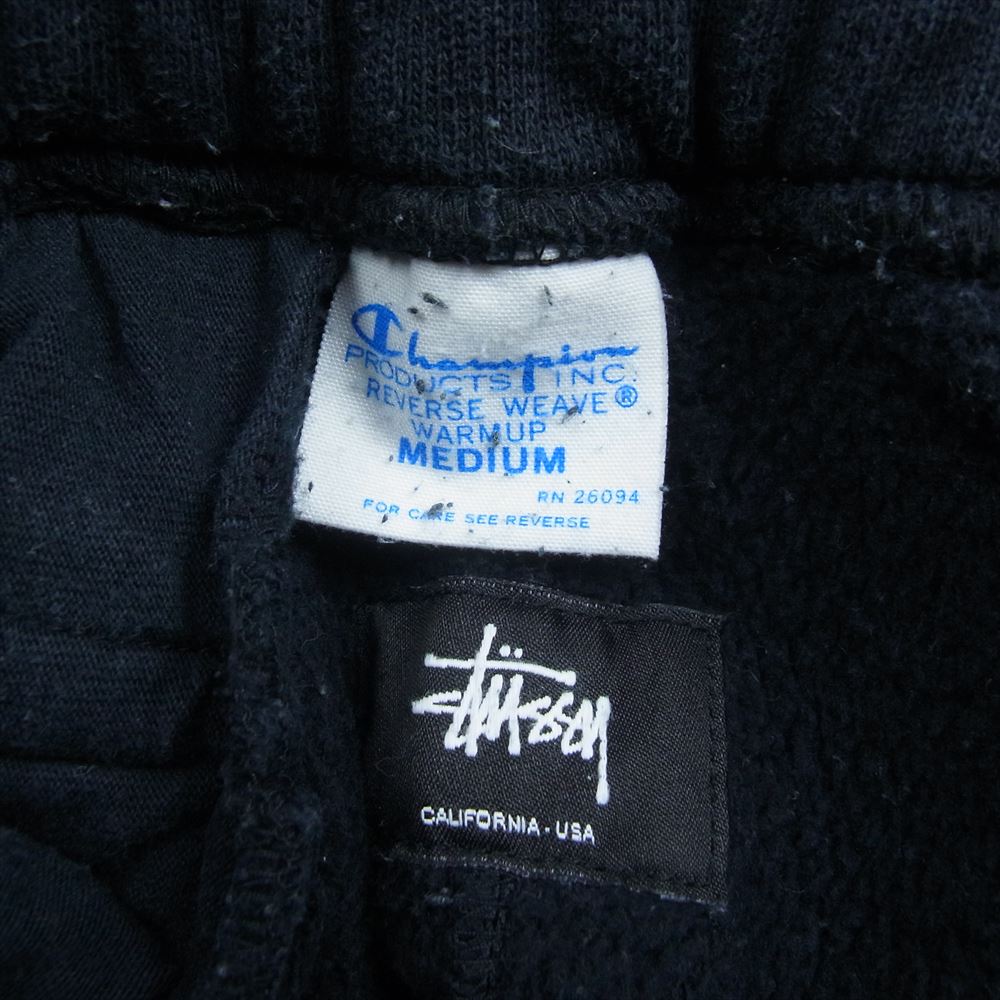 Champion
PRODUCTS INC.
REVERSE WEAVE®
WARMUP
MEDIUM
RN 26094
FOR CARE SEE REVERSE
Stüssy
CALIFORNIA - USA